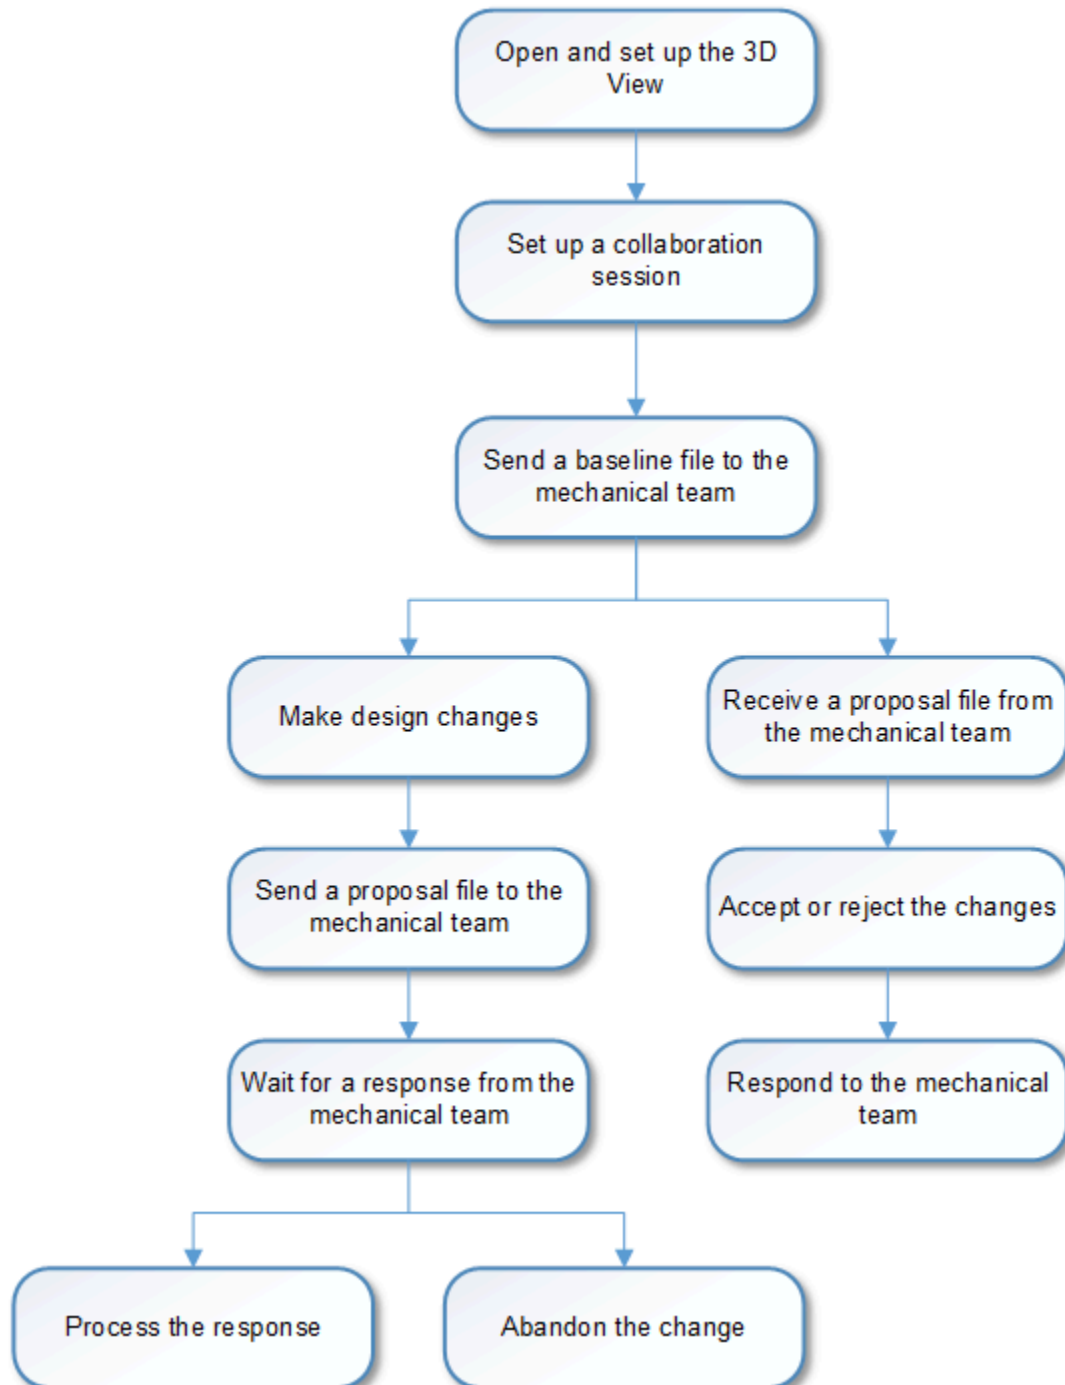 Open and set up the 3D
View
Set up a collaboration
session
Send a baseline file to the
mechanical team
Make design changes
Receive a proposal file from
the mechanical team
Send a proposal file to the
mechanical team
Accept or reject the changes
Wait for a response from the
mechanical team
Respond to the mechanical
team
Process the response
Abandon the change